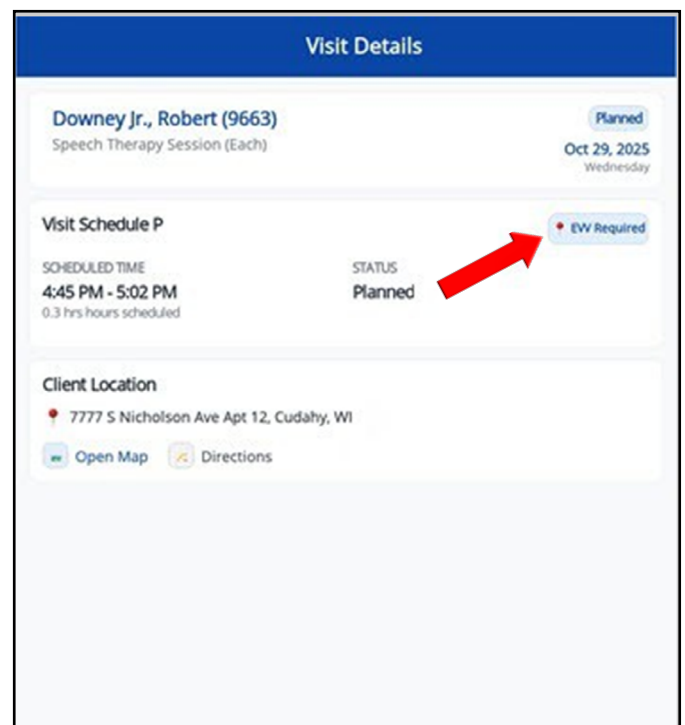 Visit Details
Downey Jr., Robert (9663)
Planned
Speech Therapy Session (Each)
Oct 29, 2025
Wednesday
Visit Schedule P
EVV Required
SCHEDULED TIME
STATUS
4:45 PM - 5:02 PM
Planned
0.3 hrs hours scheduled
Client Location
7777 S Nicholson Ave Apt 12, Cudahy, WI
Open Map
Directions